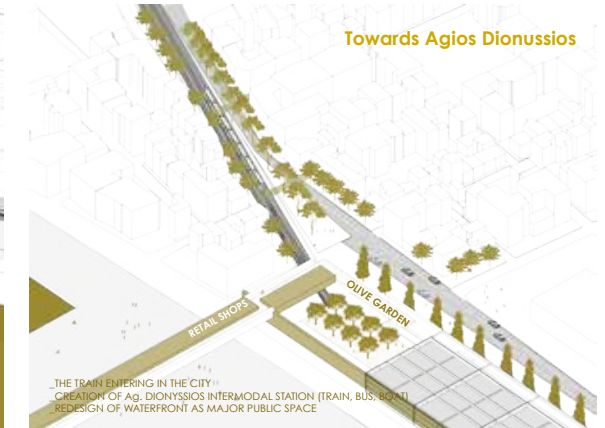 Towards Agios Dionussios
OLIVE GARDEN
RETAIL SHOPS
_THE TRAIN ENTERING IN THE CITY
_CREATION OF Ag. DIONYSSIOS INTERMODAL STATION (TRAIN, BUS, BOAT)
_REDESIGN OF WATERFRONT AS MAJOR PUBLIC SPACE